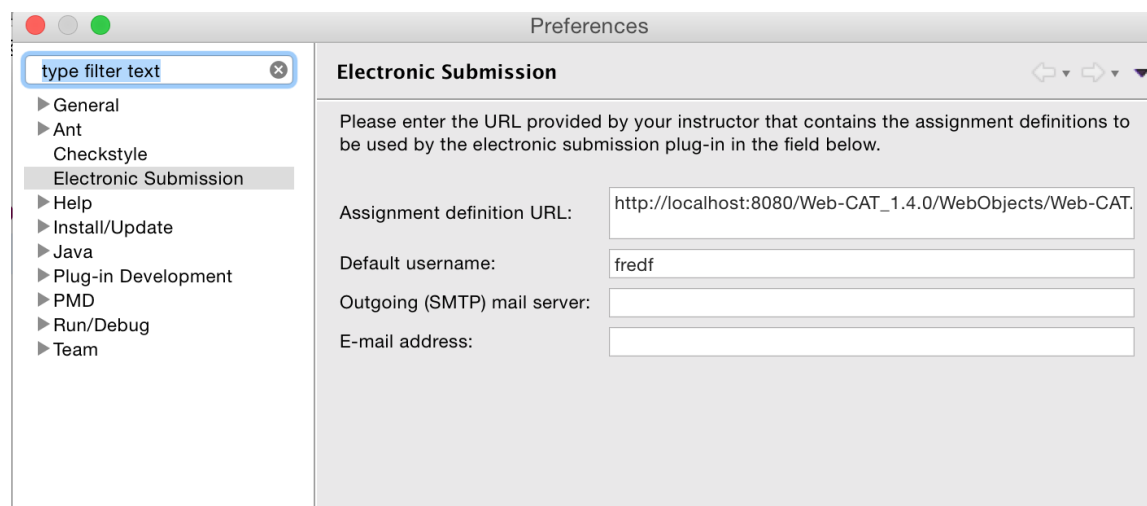 Preferences
type filter text
General
Ant
Checkstyle
Electronic Submission
Help
Install/Update
Java
Plug-in Development
PMD
Run/Debug
Team
Electronic Submission
Please enter the URL provided by your instructor that contains the assignment definitions to
be used by the electronic submission plug-in in the field below.
Assignment definition URL:
http://localhost:8080/Web-CAT_1.4.0/WebObjects/Web-CAT.
Default username:
fredf
Outgoing (SMTP) mail server:
E-mail address: